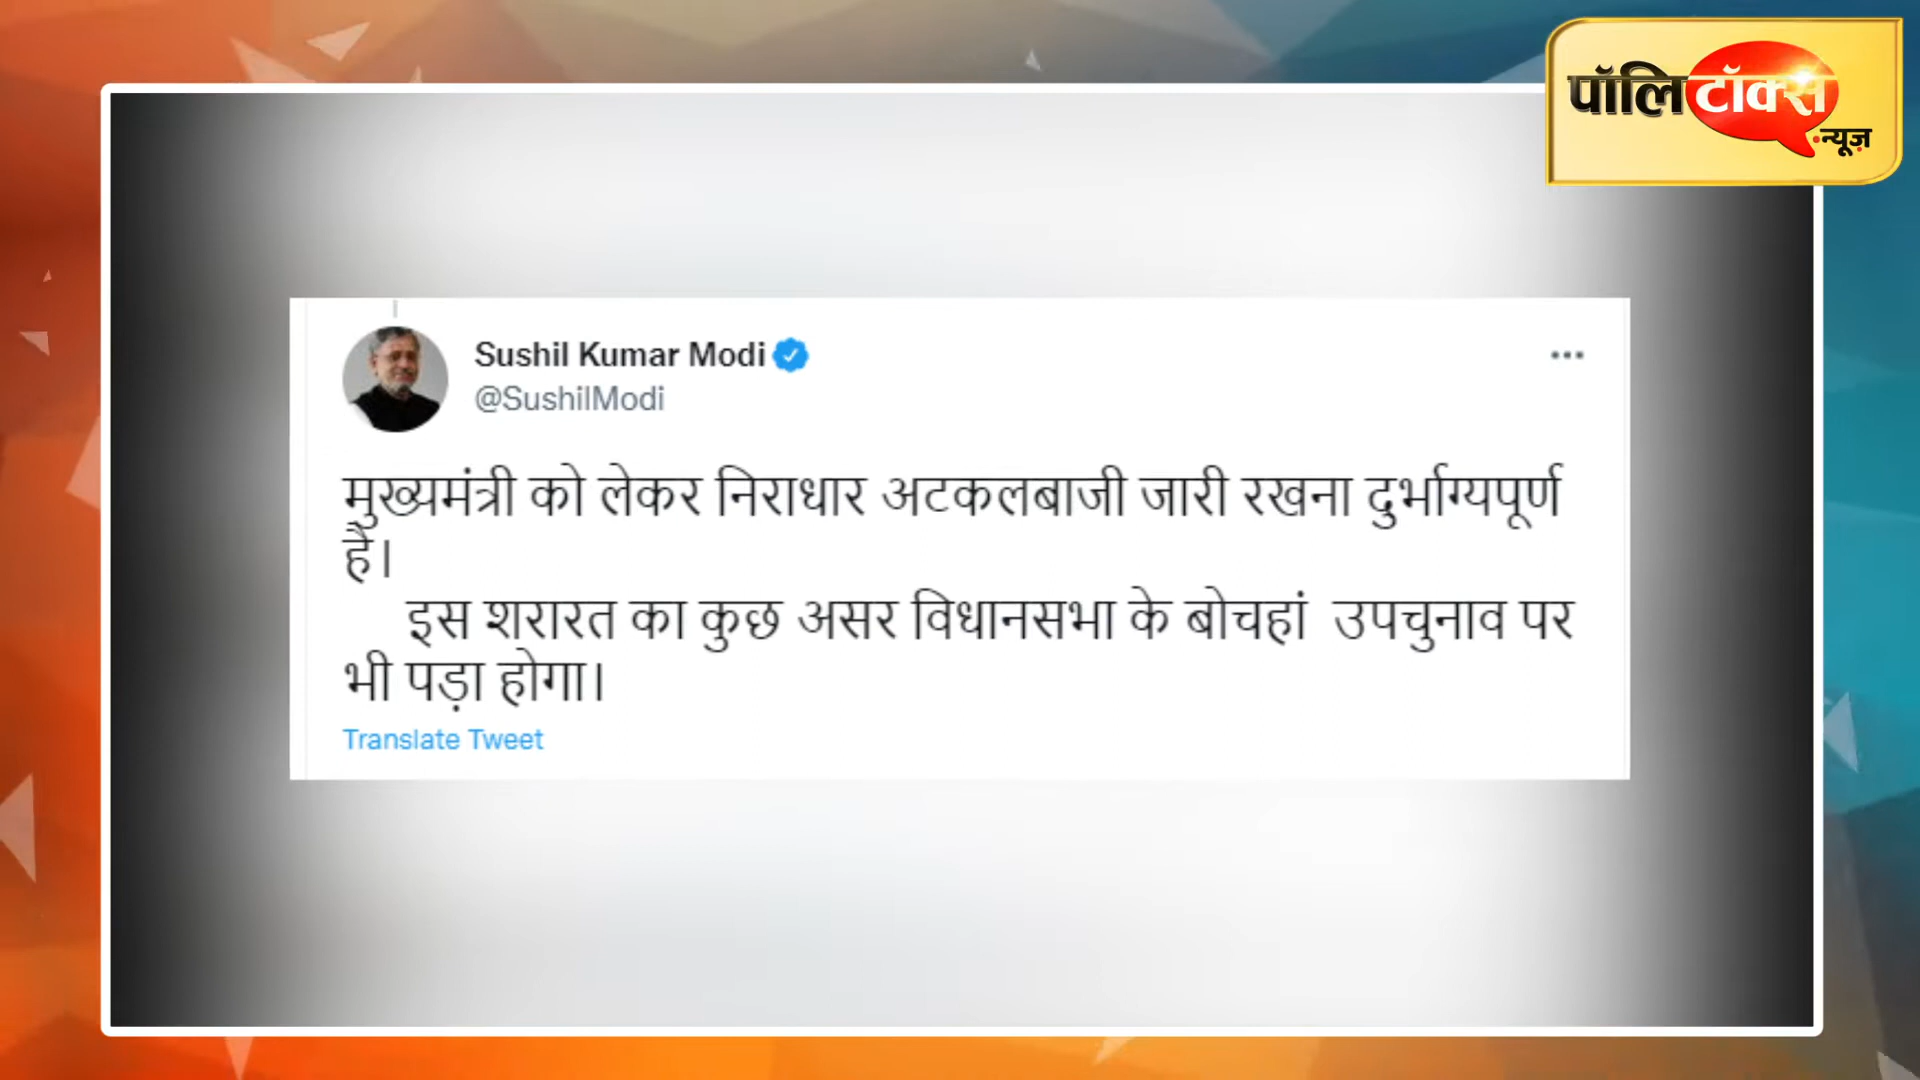 पॉलिटॉक्स
न्यूज़
Sushil Kumar Modi
@SushilModi
मुख्यमंत्री को लेकर निराधार अटकलबाजी जारी रखना दुर्भाग्यपूर्ण
है।
इस शरारत का कुछ असर विधानसभा के बोचहां उपचुनाव पर
भी पड़ा होगा।
Translate Tweet